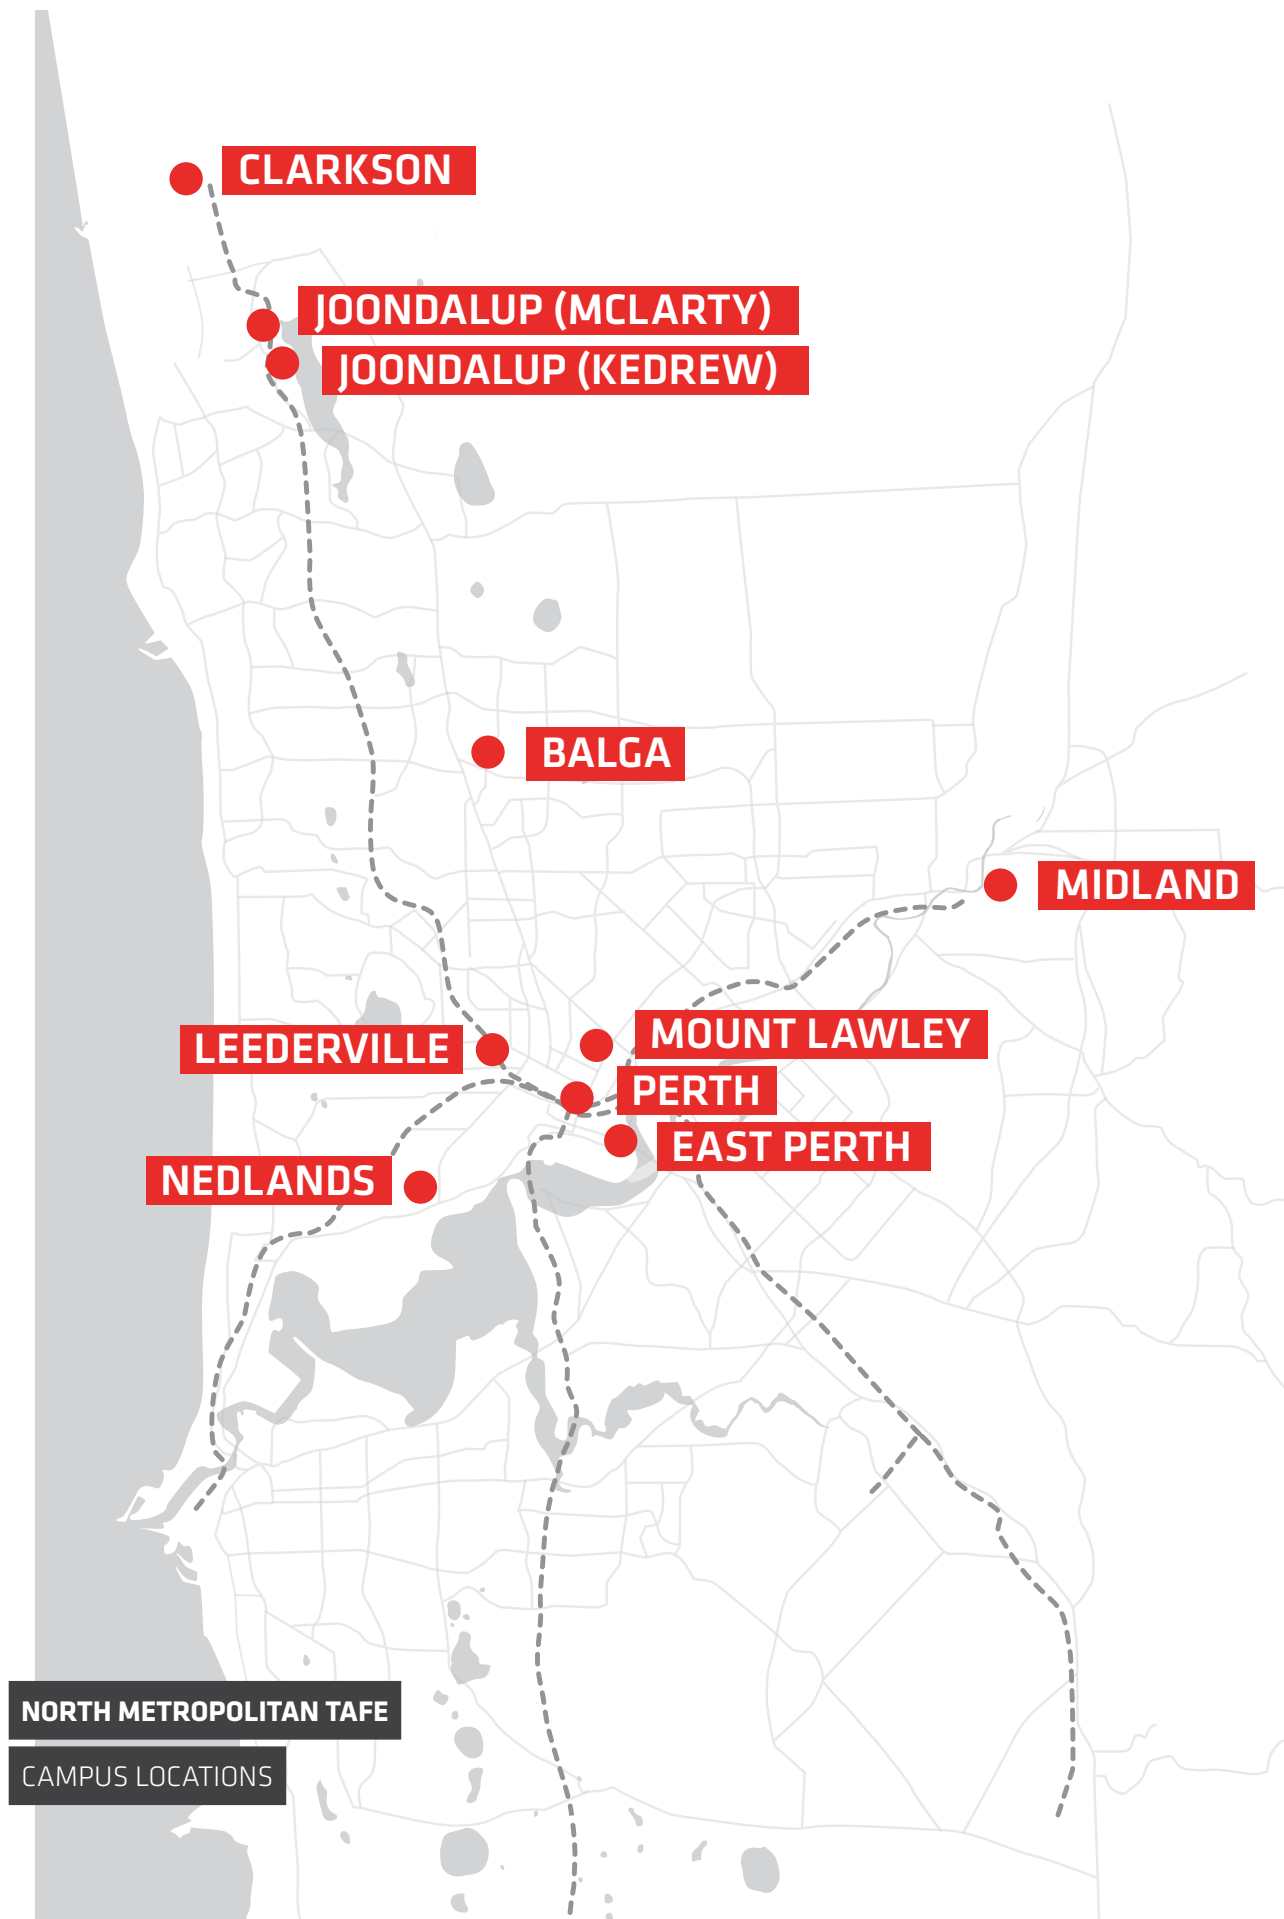 CLARKSON
JOONDALUP (MCLARTY)
JOONDALUP (KEDREW)
BALGA
MIDLAND
MOUNT LAWLEY
LEEDERVILLE
PERTH
EAST PERTH
NEDLANDS
NORTH METROPOLITAN TAFE
CAMPUS LOCATIONS